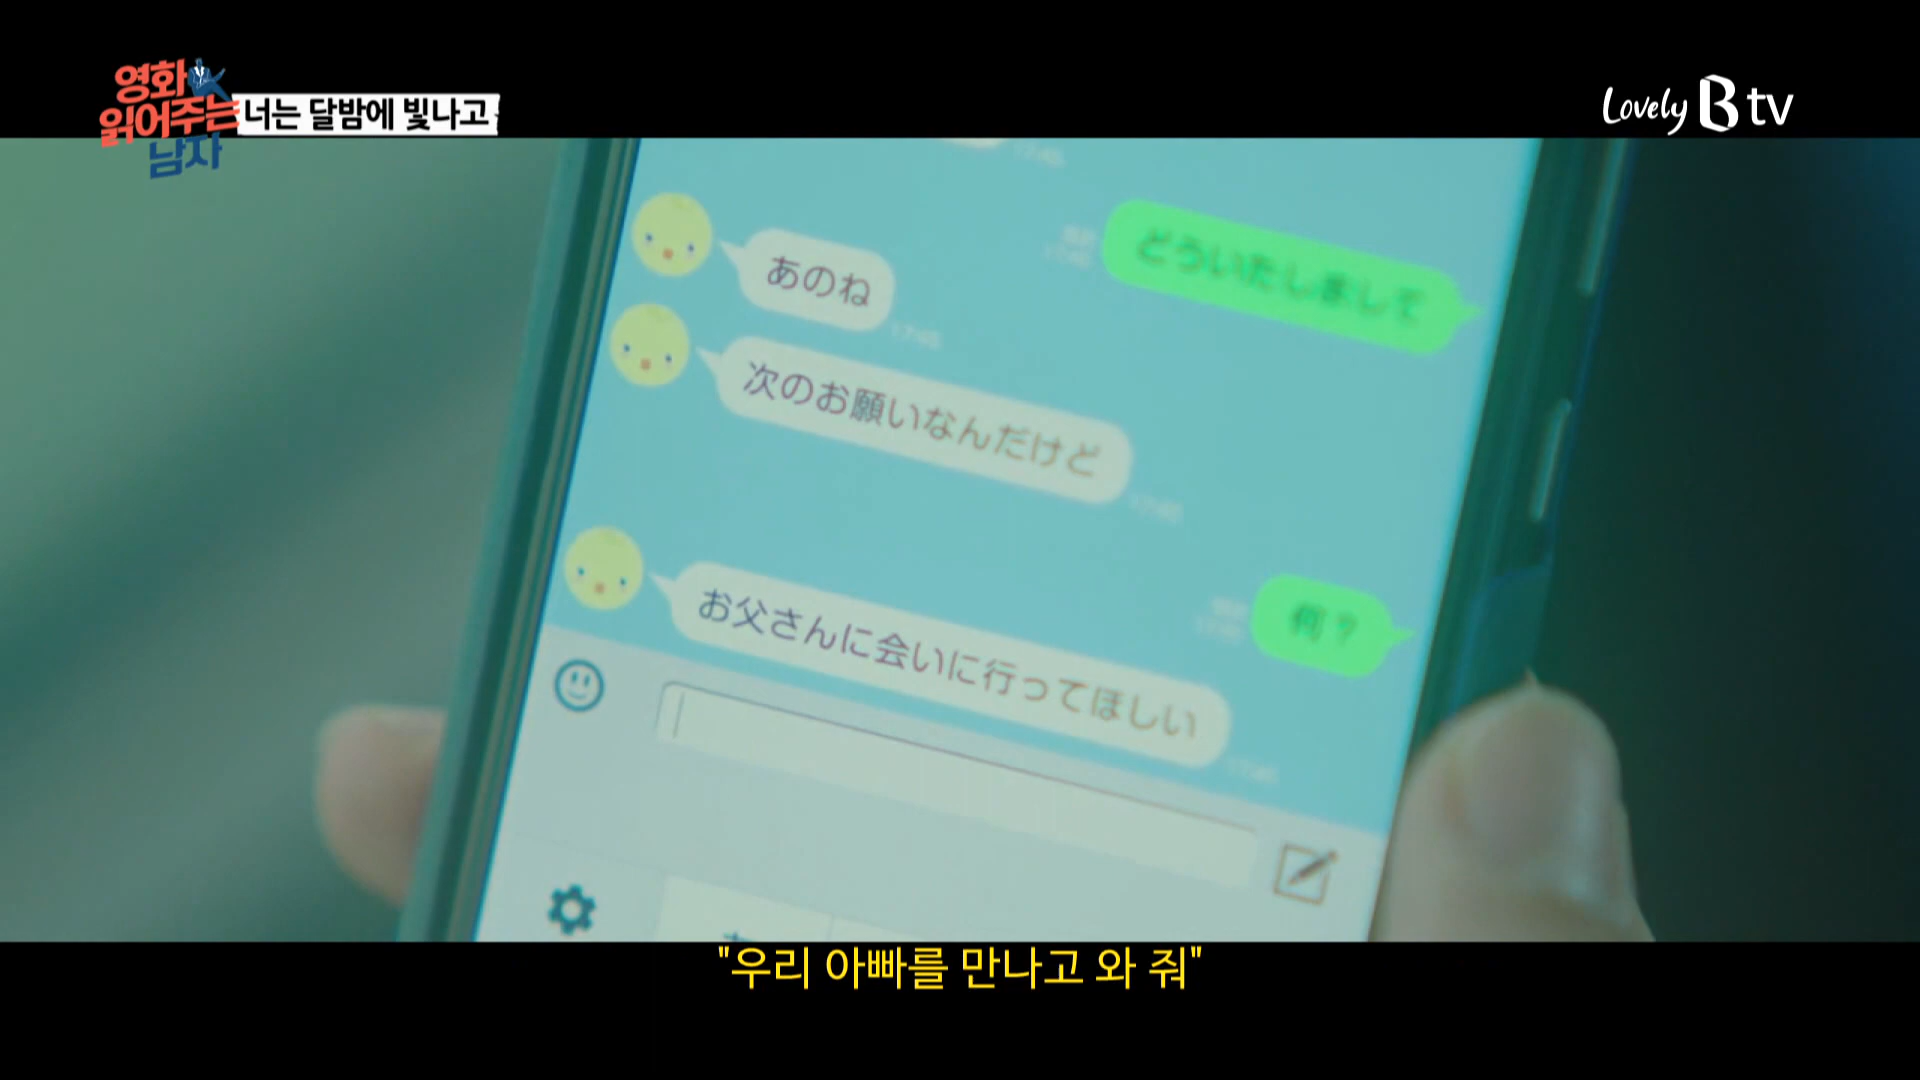 영화
읽어주는
남자
너는 달밤에 빛나고
Lovely B tv
どういたしまして
あのね
17:45
次のお願いなんだけど
何?
お父さんに会いに行ってほしい
"우리 아빠를 만나고 와 줘"